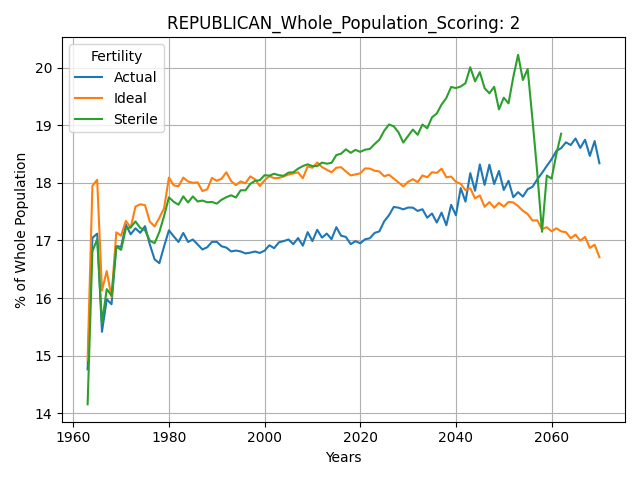 REPUBLICAN_Whole_Population_Scoring: 2
Fertility
Actual
Ideal
Sterile
% of Whole Population
20
19
18
17
16
15
14
1960 1980 2000 2020 2040 2060
Years